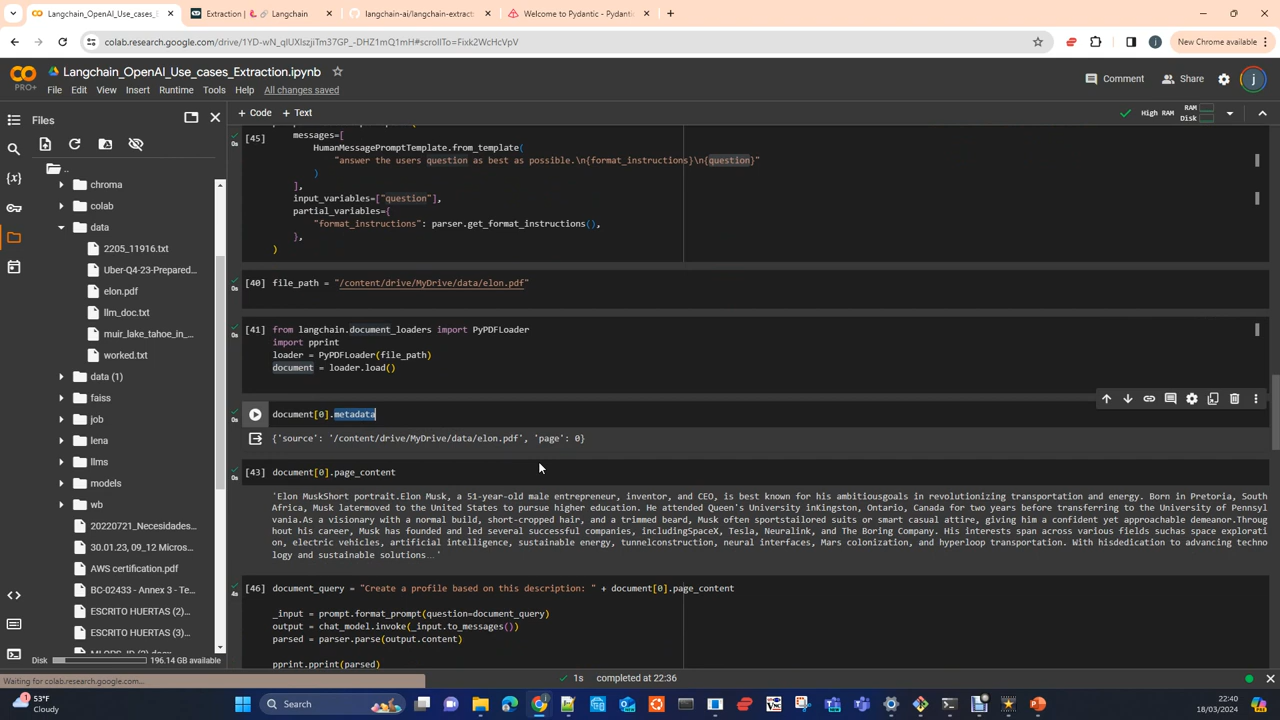 Langchain_OpenAI_Use_cases_
Extraction | 🦜️🔗 Langchain
langchain-ai/langchain-extract
Welcome to Pydantic - Pydantic
colab.research.google.com/drive/1YD-wN_qlUXlszjiTm37GP_-DHZ1mQ1mH#scrollTo=Fixk2WcHcVpV
New Chrome available
CO
PRO+
Langchain_OpenAI_Use_cases_Extraction.ipynb
File Edit View Insert Runtime Tools Help All changes saved
Comment Share
Files
+ Code + Text
High RAM
RAM
Disk
..
chroma
colab
data
2205_11916.txt
Uber-Q4-23-Prepared...
elon.pdf
llm_doc.txt
muir_lake_tahoe_in_...
worked.txt
data (1)
faiss
job
lena
llms
models
wb
20220721_Necesidades...
30.01.23, 09_12 Micros...
AWS certification.pdf
BC-02433 - Annex 3 - Te...
ESCRITO HUERTAS (2)...
ESCRITO HUERTAS (3)...
Disk 196.14 GB available
[45]
0s
messages=[
HumanMessagePromptTemplate.from_template(
"answer the users question as best as possible.\n{format_instructions}\n{question}"
)
],
input_variables=["question"],
partial_variables={
"format_instructions": parser.get_format_instructions(),
},
)
[40] file_path = "/content/drive/MyDrive/data/elon.pdf"
0s
[41] from langchain.document_loaders import PyPDFLoader
0s
import pprint
loader = PyPDFLoader(file_path)
document = loader.load()
document[0].metadata
0s
{'source': '/content/drive/MyDrive/data/elon.pdf', 'page': 0}
[43] document[0].page_content
0s
'Elon MuskShort portrait.Elon Musk, a 51-year-old male entrepreneur, inventor, and CEO, is best known for his ambitiousgoals in revolutionizing transportation and energy. Born in Pretoria, South
Africa, Musk latermoved to the United States to pursue higher education. He attended Queen's University inKingston, Ontario, Canada for two years before transferring to the University of Pennsyl
vania.As a visionary with a normal build, short-cropped hair, and a trimmed beard, Musk often sportstailored suits or smart casual attire, giving him a confident yet approachable demeanor.Throug
hout his career, Musk has founded and led several successful companies, includingSpaceX, Tesla, Neuralink, and The Boring Company. His interests span across various fields suchas space explorati
on, electric vehicles, artificial intelligence, sustainable energy, tunnelconstruction, neural interfaces, Mars colonization, and hyperloop transportation. With hisdedication to advancing techno
logy and sustainable solutions…'
[46] document_query = "Create a profile based on this description: " + document[0].page_content
4s
_input = prompt.format_prompt(question=document_query)
output = chat_model.invoke(_input.to_messages())
parsed = parser.parse(output.content)
pprint.pprint(parsed)
Waiting for colab.research.google.com...
1s completed at 22:36
53°F
Cloudy
Search
22:40
18/03/2024